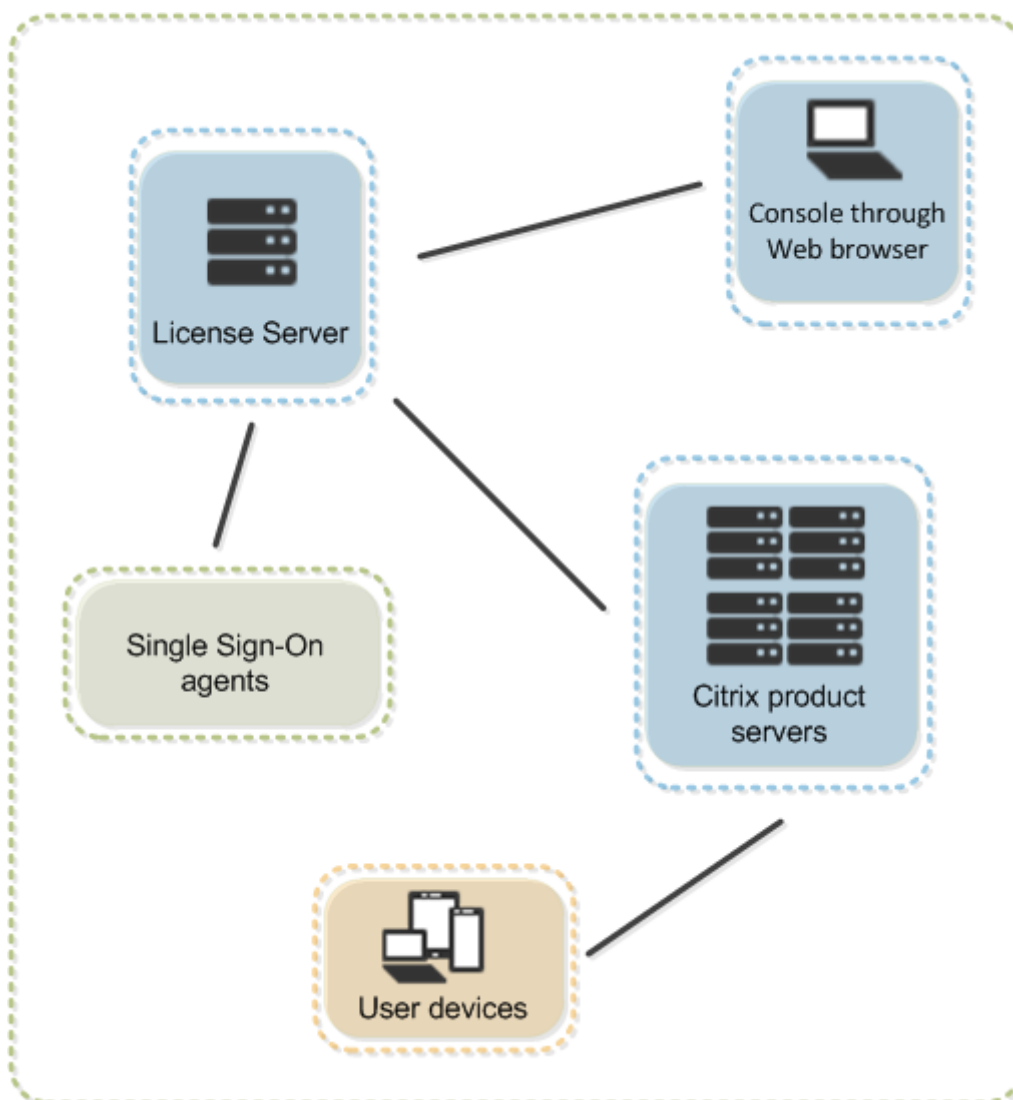 Console through
Web browser
License Server
Single Sign-On
agents
Citrix product
servers
User devices